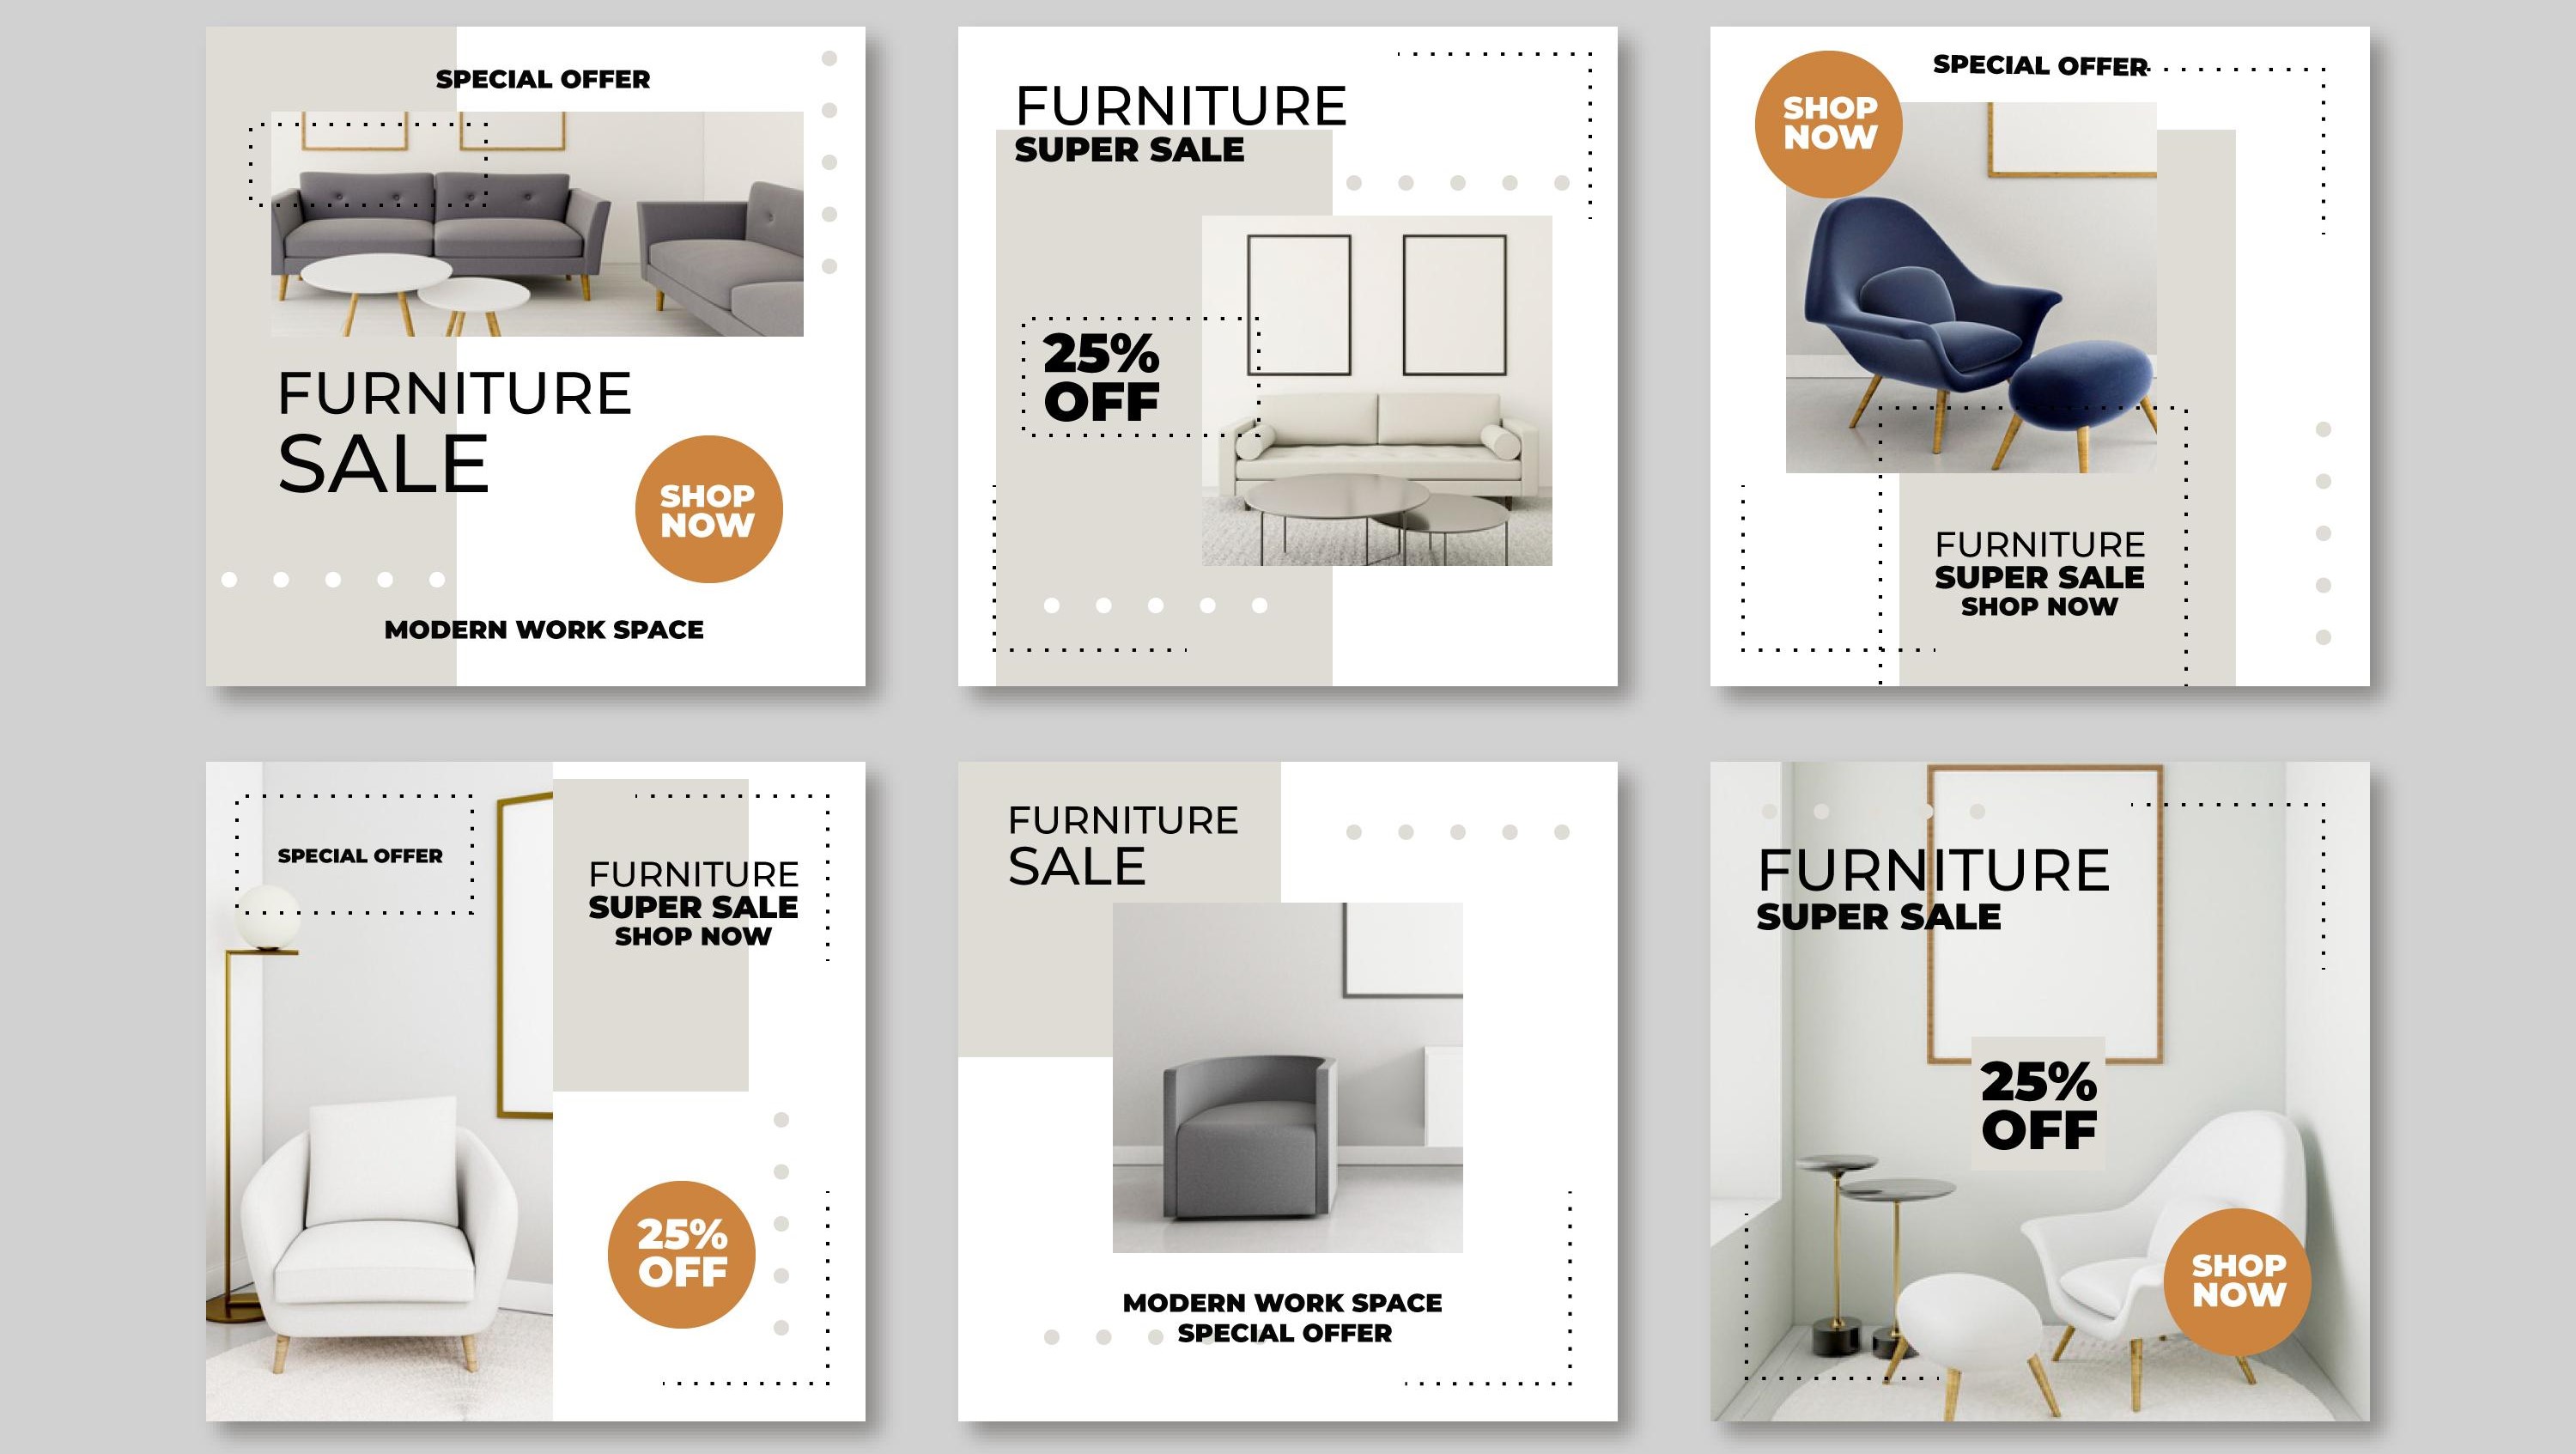 SPECIAL OFFER
FURNITURE
SALE
SHOP
NOW
MODERN WORK SPACE
FURNITURE
SUPER SALE
25%
OFF
SHOP
NOW
SPECIAL OFFER
FURNITURE
SUPER SALE
SHOP NOW
SPECIAL OFFER
FURNITURE
SUPER SALE
SHOP NOW
25%
OFF
FURNITURE
SALE
MODERN WORK SPACE
SPECIAL OFFER
FURNITURE
SUPER SALE
25%
OFF
SHOP
NOW